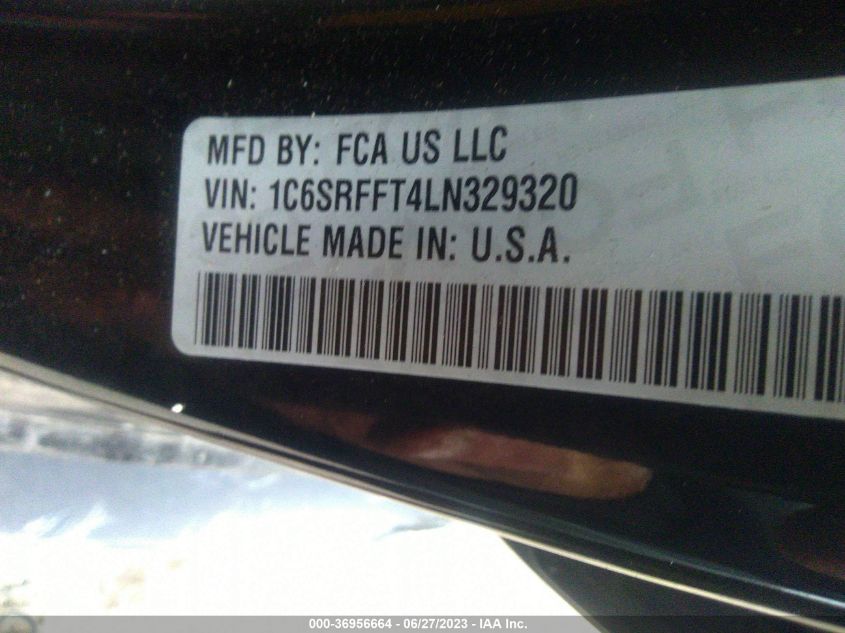 MFD BY: FCA US LLC
VIN: 1C6SRFFT4LN329320
VEHICLE MADE IN: U.S.A.
000-36956664 - 06/27/2023 - IAA Inc.